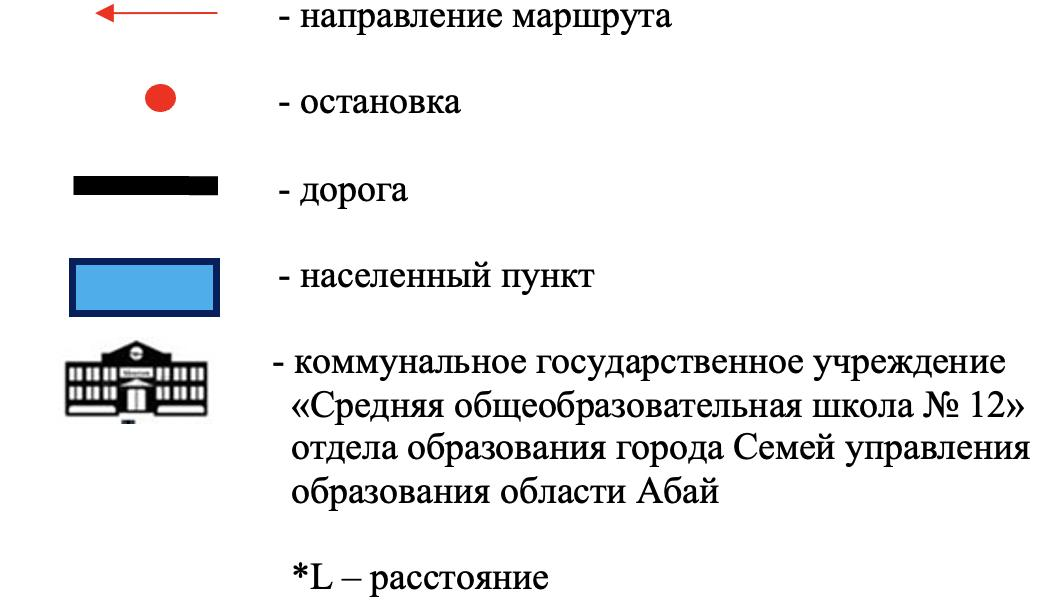 - направление маршрута
- остановка
- дорога
- населенный пункт
- коммунальное государственное учреждение
«Средняя общеобразовательная школа № 12»
отдела образования города Семей управления
образования области Абай
*L – расстояние